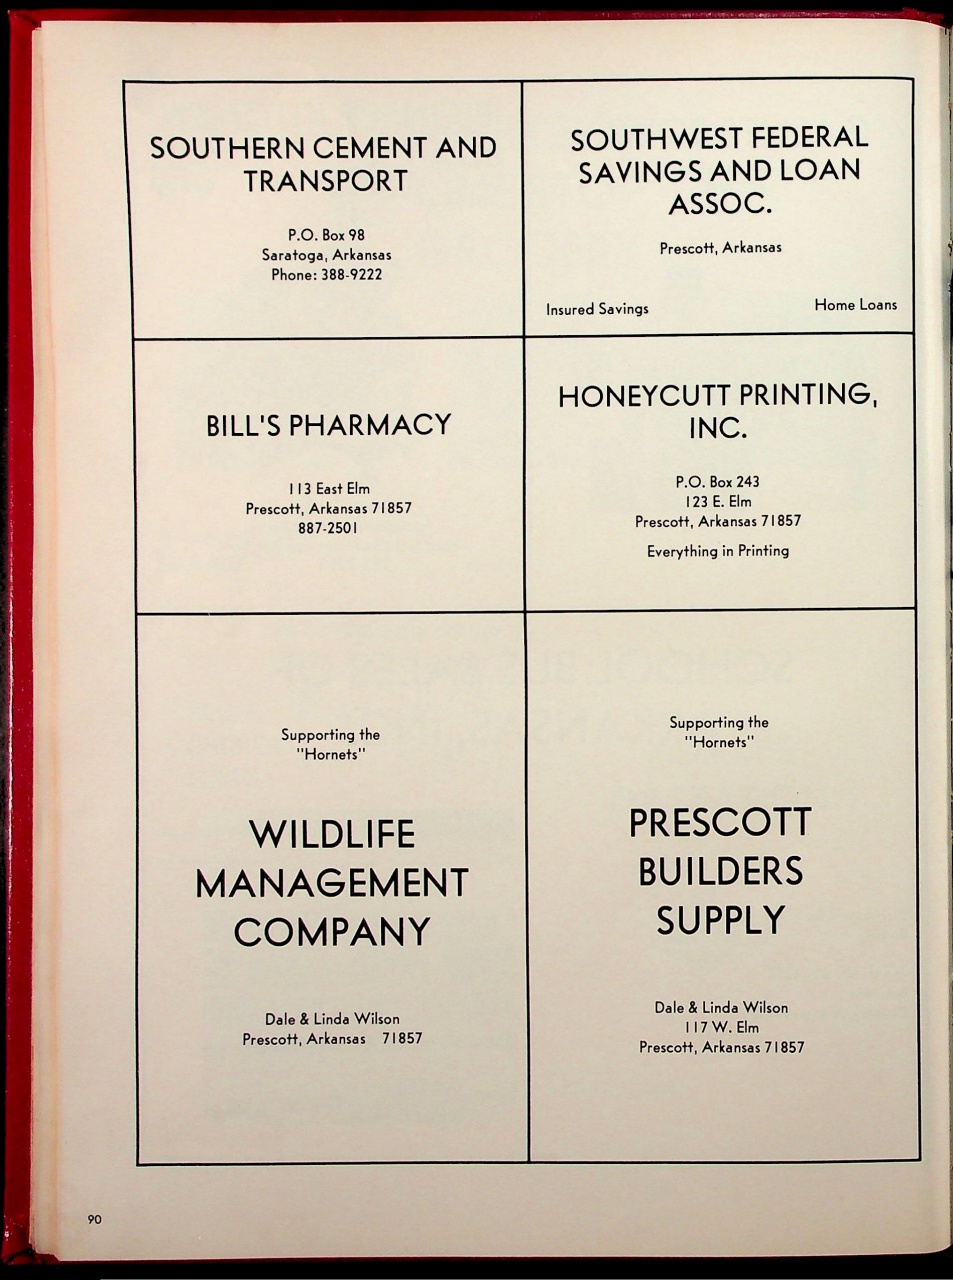 SOUTHERN CEMENT AND
TRANSPORT
P.O. Box 98
Saratoga, Arkansas
Phone: 388-9222
SOUTHWEST FEDERAL
SAVINGS AND LOAN
ASSOC.
Prescott, Arkansas
Insured Savings
Home Loans
BILL'S PHARMACY
113 East Elm
Prescott, Arkansas 71857
887-2501
HONEYCUTT PRINTING,
INC.
P.O. Box 243
123 E. Elm
Prescott, Arkansas 71857
Everything in Printing
Supporting the
"Hornets"
WILDLIFE
MANAGEMENT
COMPANY
Dale & Linda Wilson
Prescott, Arkansas 71857
Supporting the
"Hornets"
PRESCOTT
BUILDERS
SUPPLY
Dale & Linda Wilson
117 W. Elm
Prescott, Arkansas 71857
90